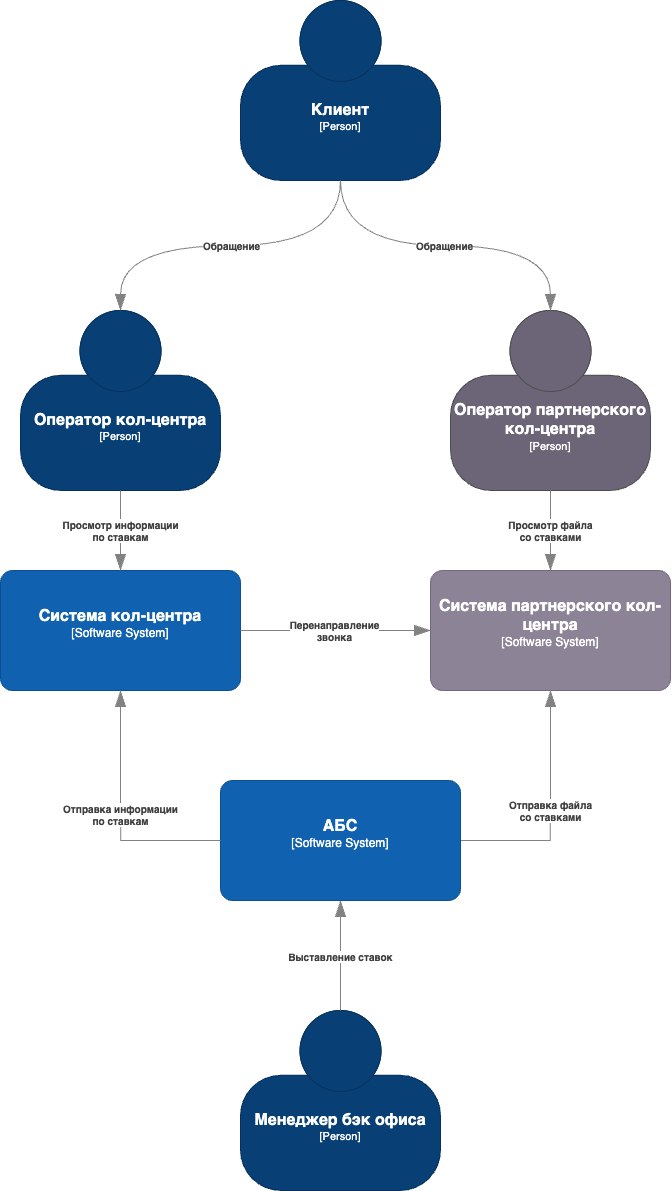 Клиент
[Person]
Обращение
Обращение
Оператор кол-центра
[Person]
Оператор партнерского
кол-центра
[Person]
Просмотр информации
по ставкам
Просмотр файла
со ставками
Система кол-центра
[Software System]
Перенаправление
звонка
Система партнерского кол-
центра
[Software System]
Отправка информации
по ставкам
АБС
[Software System]
Отправка файла
со ставками
Выставление ставок
Менеджер бэк офиса
[Person]